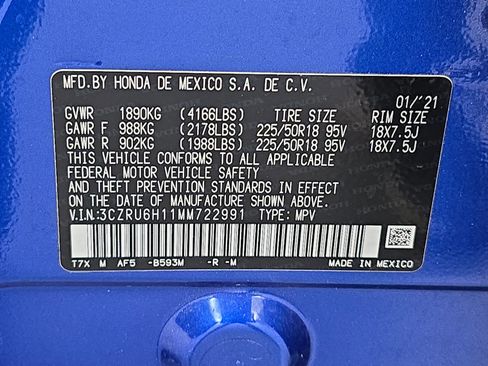 MFD.BY HONDA DE MEXICO S.A. DE C.V.
01/'21
GVWR 1890KG (4166LBS) TIRE SIZE RIM SIZE
GAWR F 988KG (2178LBS) 225/50R18 95V 18X7.5J
GAWR R 902KG (1988LBS) 225/50R18 95V 18X7.5J
THIS VEHICLE CONFORMS TO ALL APPLICABLE
FEDERAL MOTOR VEHICLE SAFETY
AND THEFT PREVENTION STANDARDS IN EFFECT
ON THE DATE OF MANUFACTURE SHOWN ABOVE.
V.I.N:3CZRU6H11MM722991 TYPE: MPV
T7X M AF5 -B593M -R -M
MADE IN MEXICO